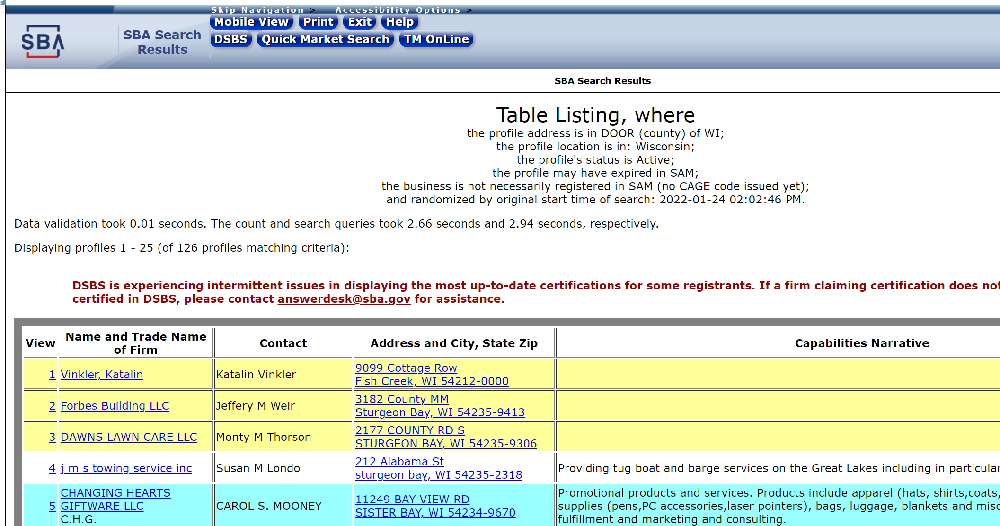 ?
Skip Navigation > Accessibility Options >
Mobile View Print Exit Help
DSBS Quick Market Search TM OnLine
SBA
SBA Search
Results
SBA Search Results
Table Listing, where
the profile address is in DOOR (county) of WI;
the profile location is in: Wisconsin;
the profile's status is Active;
the profile may have expired in SAM;
the business is not necessarily registered in SAM (no CAGE code issued yet);
and randomized by original start time of search: 2022-01-24 02:02:46 PM.
Data validation took 0.01 seconds. The count and search queries took 2.66 seconds and 2.94 seconds, respectively.
Displaying profiles 1 - 25 (of 126 profiles matching criteria):
DSBS is experiencing intermittent issues in displaying the most up-to-date certifications for some registrants. If a firm claiming certification does not
certified in DSBS, please contact answerdesk@sba.gov for assistance.
View
Name and Trade Name
of Firm
Contact
Address and City, State Zip
Capabilities Narrative
1
Vinkler, Katalin
Katalin Vinkler
9099 Cottage Row
Fish Creek, WI 54212-0000
2
Forbes Building LLC
Jeffery M Weir
3182 County MM
Sturgeon Bay, WI 54235-9413
3
DAWNS LAWN CARE LLC
Monty M Thorson
2177 COUNTY RD S
STURGEON BAY, WI 54235-9306
4
j m s towing service inc
Susan M Londo
212 Alabama St
sturgeon bay, WI 54235-2318
Providing tug boat and barge services on the Great Lakes including in particular
5
CHANGING HEARTS
GIFTWARE LLC
C.H.G.
CAROL S. MOONEY
11249 BAY VIEW RD
SISTER BAY, WI 54234-9670
Promotional products and services. Products include apparel (hats, shirts,coats,
supplies (pens,PC accessories,laser pointers), bags, luggage, blankets and misc
fulfillment and marketing and consulting.